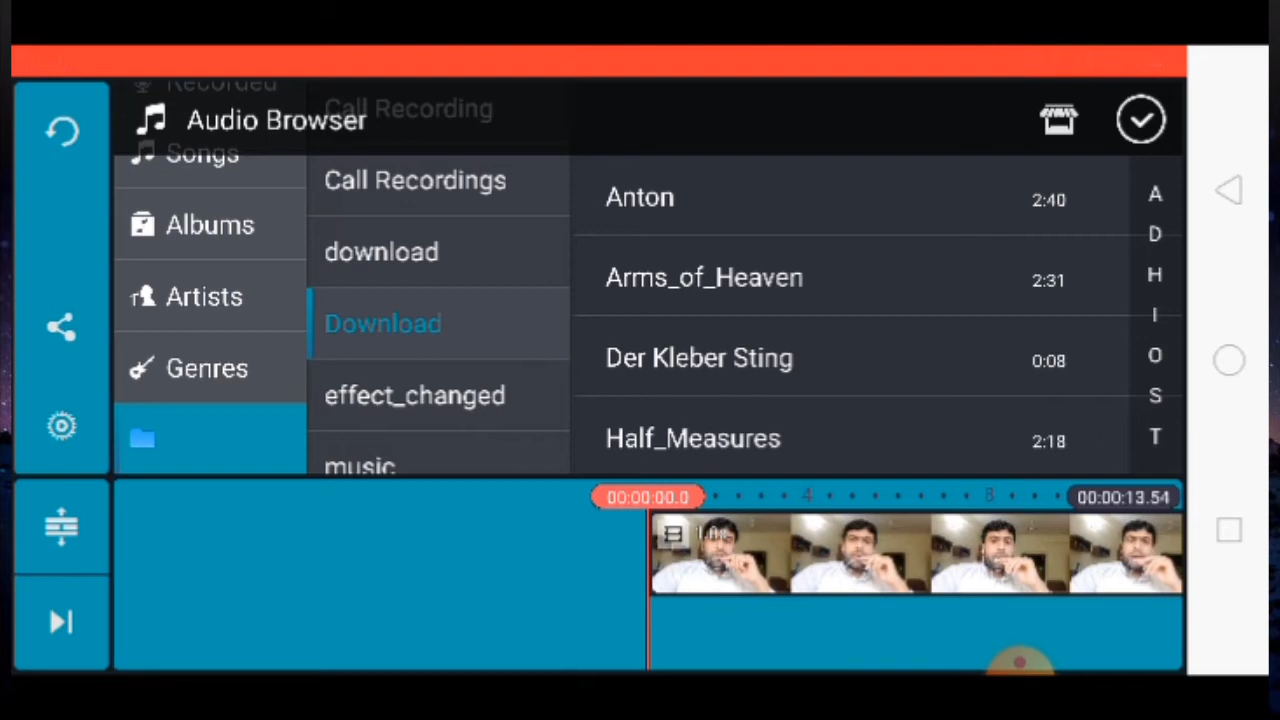 Recorded
Audio Browser
Songs
Albums
Artists
Genres
Call Recording
Call Recordings
download
Download
effect_changed
music
Anton 2:40
Arms_of_Heaven 2:31
Der Kleber Sting 0:08
Half_Measures 2:18
A
D
H
I
O
S
T
00:00:00.0 4 8 00:00:13.54